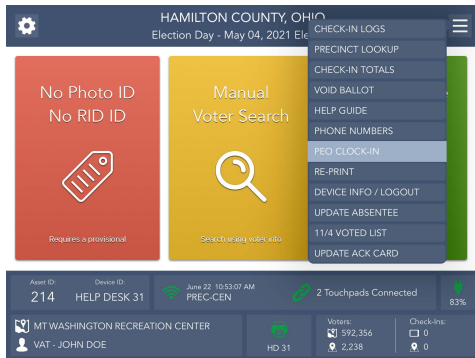 HAMILTON COUNTY, OHIO
Election Day - May 04, 2021 Ele
CHECK-IN LOGS
PRECINCT LOOKUP
CHECK-IN TOTALS
VOID BALLOT
HELP GUIDE
PHONE NUMBERS
PEO CLOCK-IN
RE-PRINT
DEVICE INFO / LOGOUT
UPDATE ABSENTEE
11/4 VOTED LIST
UPDATE ACK CARD
No Photo ID
No RID ID
Requires a provisional
Manual
Voter Search
Search using voter info
Asset ID:
214
Device ID:
HELP DESK 31
June 22 10:53:07 AM
PREC-CEN
2 Touchpads Connected
83%
MT WASHINGTON RECREATION CENTER
VAT - JOHN DOE
HD 31
Voters:
592,356
2,238
Check-Ins:
0
0